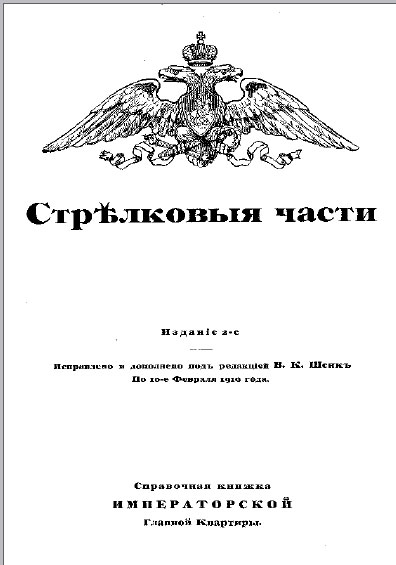 Стрѣлковыя части
Изданіе 2-е
Исправлено и дополнено подъ редакціей В. К. Шенкъ
По 10-е Февраля 1910 года.
Справочная книжка
ИМПЕРАТОРСКОЙ
Главной Квартиры.